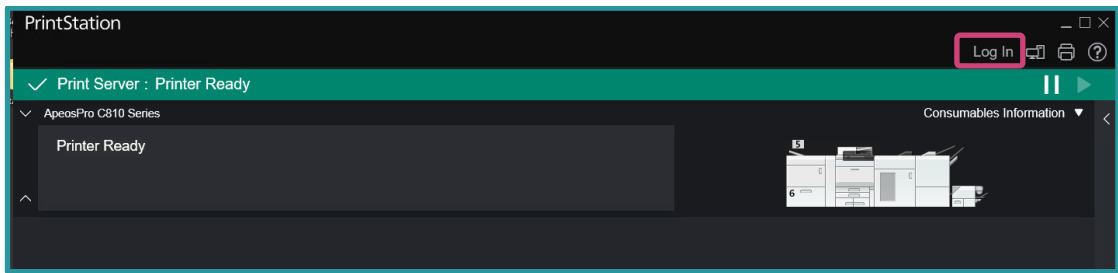 PrintStation
Log In
Print Server : Printer Ready
ApeosPro C810 Series
Consumables Information
Printer Ready
5
6